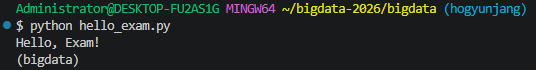 Administrator@DESKTOP-FU2AS1G MINGW64 ~/bigdata-2026/bigdata (hogyunjang)
$ python hello_exam.py
Hello, Exam!
(bigdata)